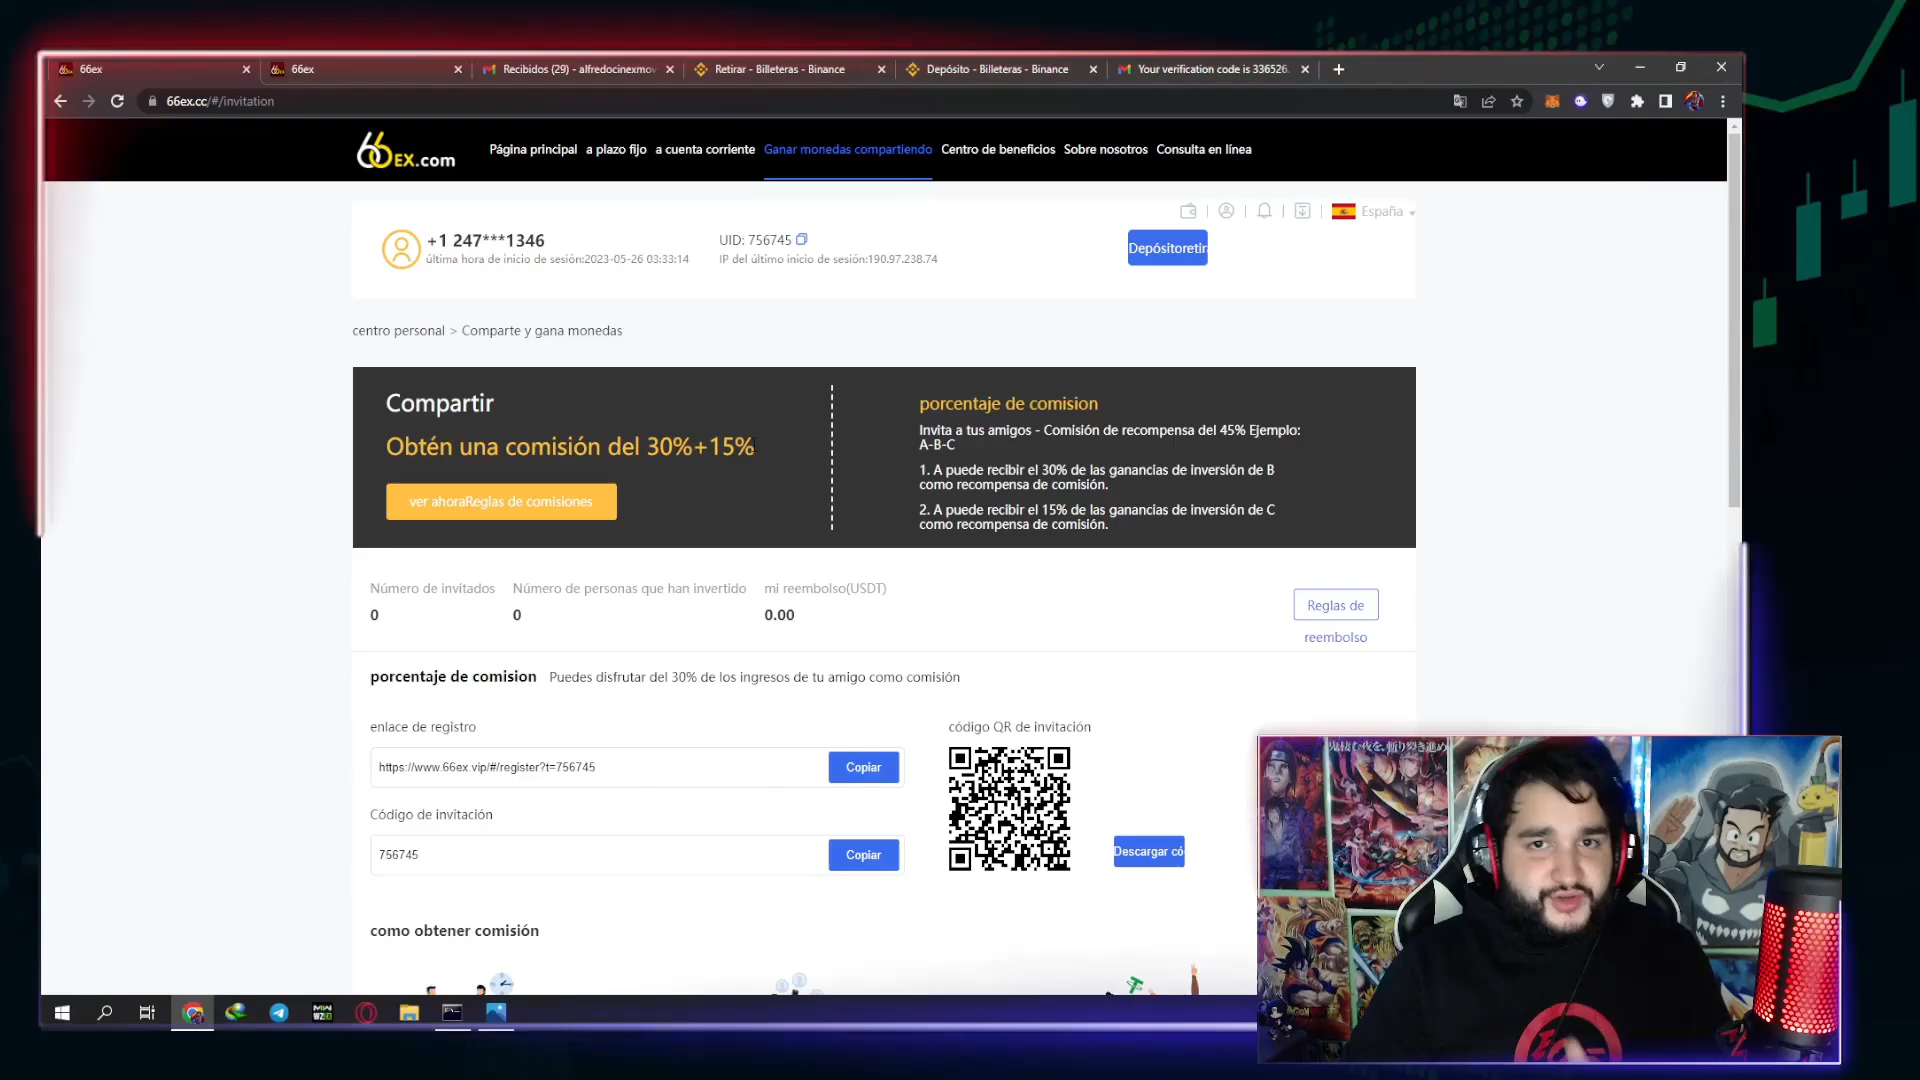 66ex
66ex
Recibidos (29) - alfredocinexmov
Retirar - Billeteras - Binance
Depósito - Billeteras - Binance
Your verification code is 336526.
66ex.cc/#/invitation
66EX.com
Página principal
a plazo fijo
a cuenta corriente
Ganar monedas compartiendo
Centro de beneficios
Sobre nosotros
Consulta en línea
España
+1 247***1346
última hora de inicio de sesión:2023-05-26 03:33:14
UID: 756745
IP del último inicio de sesión:190.97.238.74
Depósitoretir
centro personal > Comparte y gana monedas
Compartir
Obtén una comisión del 30%+15%
ver ahoraReglas de comisiones
porcentaje de comision
Invita a tus amigos - Comisión de recompensa del 45% Ejemplo:
A-B-C
1. A puede recibir el 30% de las ganancias de inversión de B
como recompensa de comisión.
2. A puede recibir el 15% de las ganancias de inversión de C
como recompensa de comisión.
Número de invitados
0
Número de personas que han invertido
0
mi reembolso(USDT)
0.00
Reglas de
reembolso
porcentaje de comision
Puedes disfrutar del 30% de los ingresos de tu amigo como comisión
enlace de registro
https://www.66ex.vip/#/register?t=756745
Copiar
Código de invitación
756745
Copiar
código QR de invitación
Descargar có
como obtener comisión